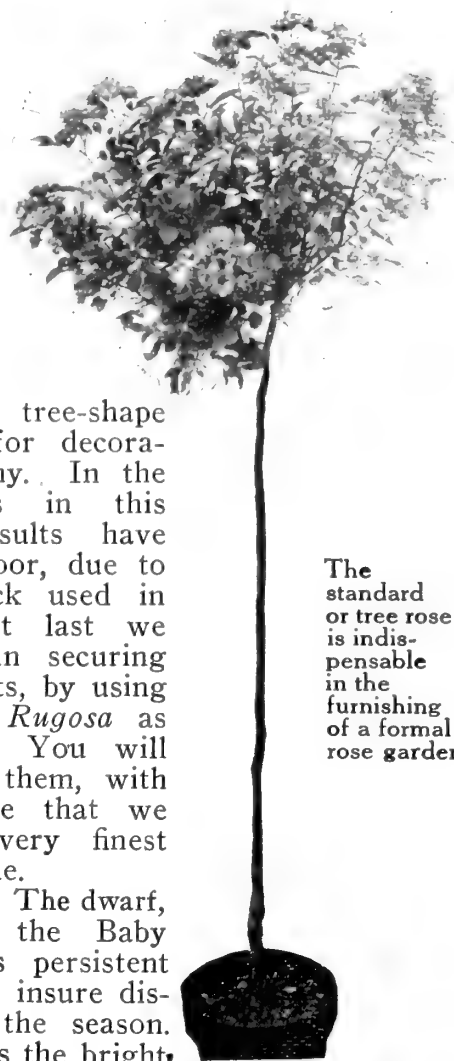 tree-shape
for decora-
ny. In the
s in this
sults have
oor, due to
ck used in
t last we
n securing
ts, by using
Rugosa as
You will
them, with
e that we
very finest
e.
The dwarf,
the Baby
s persistent
insure dis-
the season.
s the bright,
The
standard
or tree rose
is indis-
pensable
in the
furnishing
of a formal
rose garden